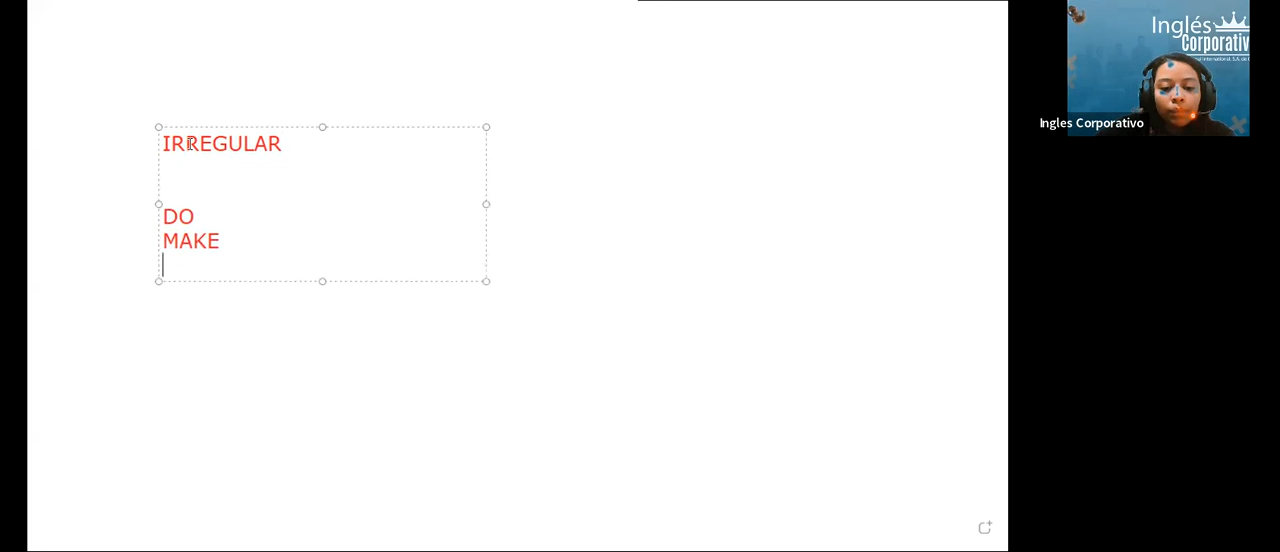 IRREGULAR
DO
MAKE
Inglés
Corporativ
Ingles Corporativo